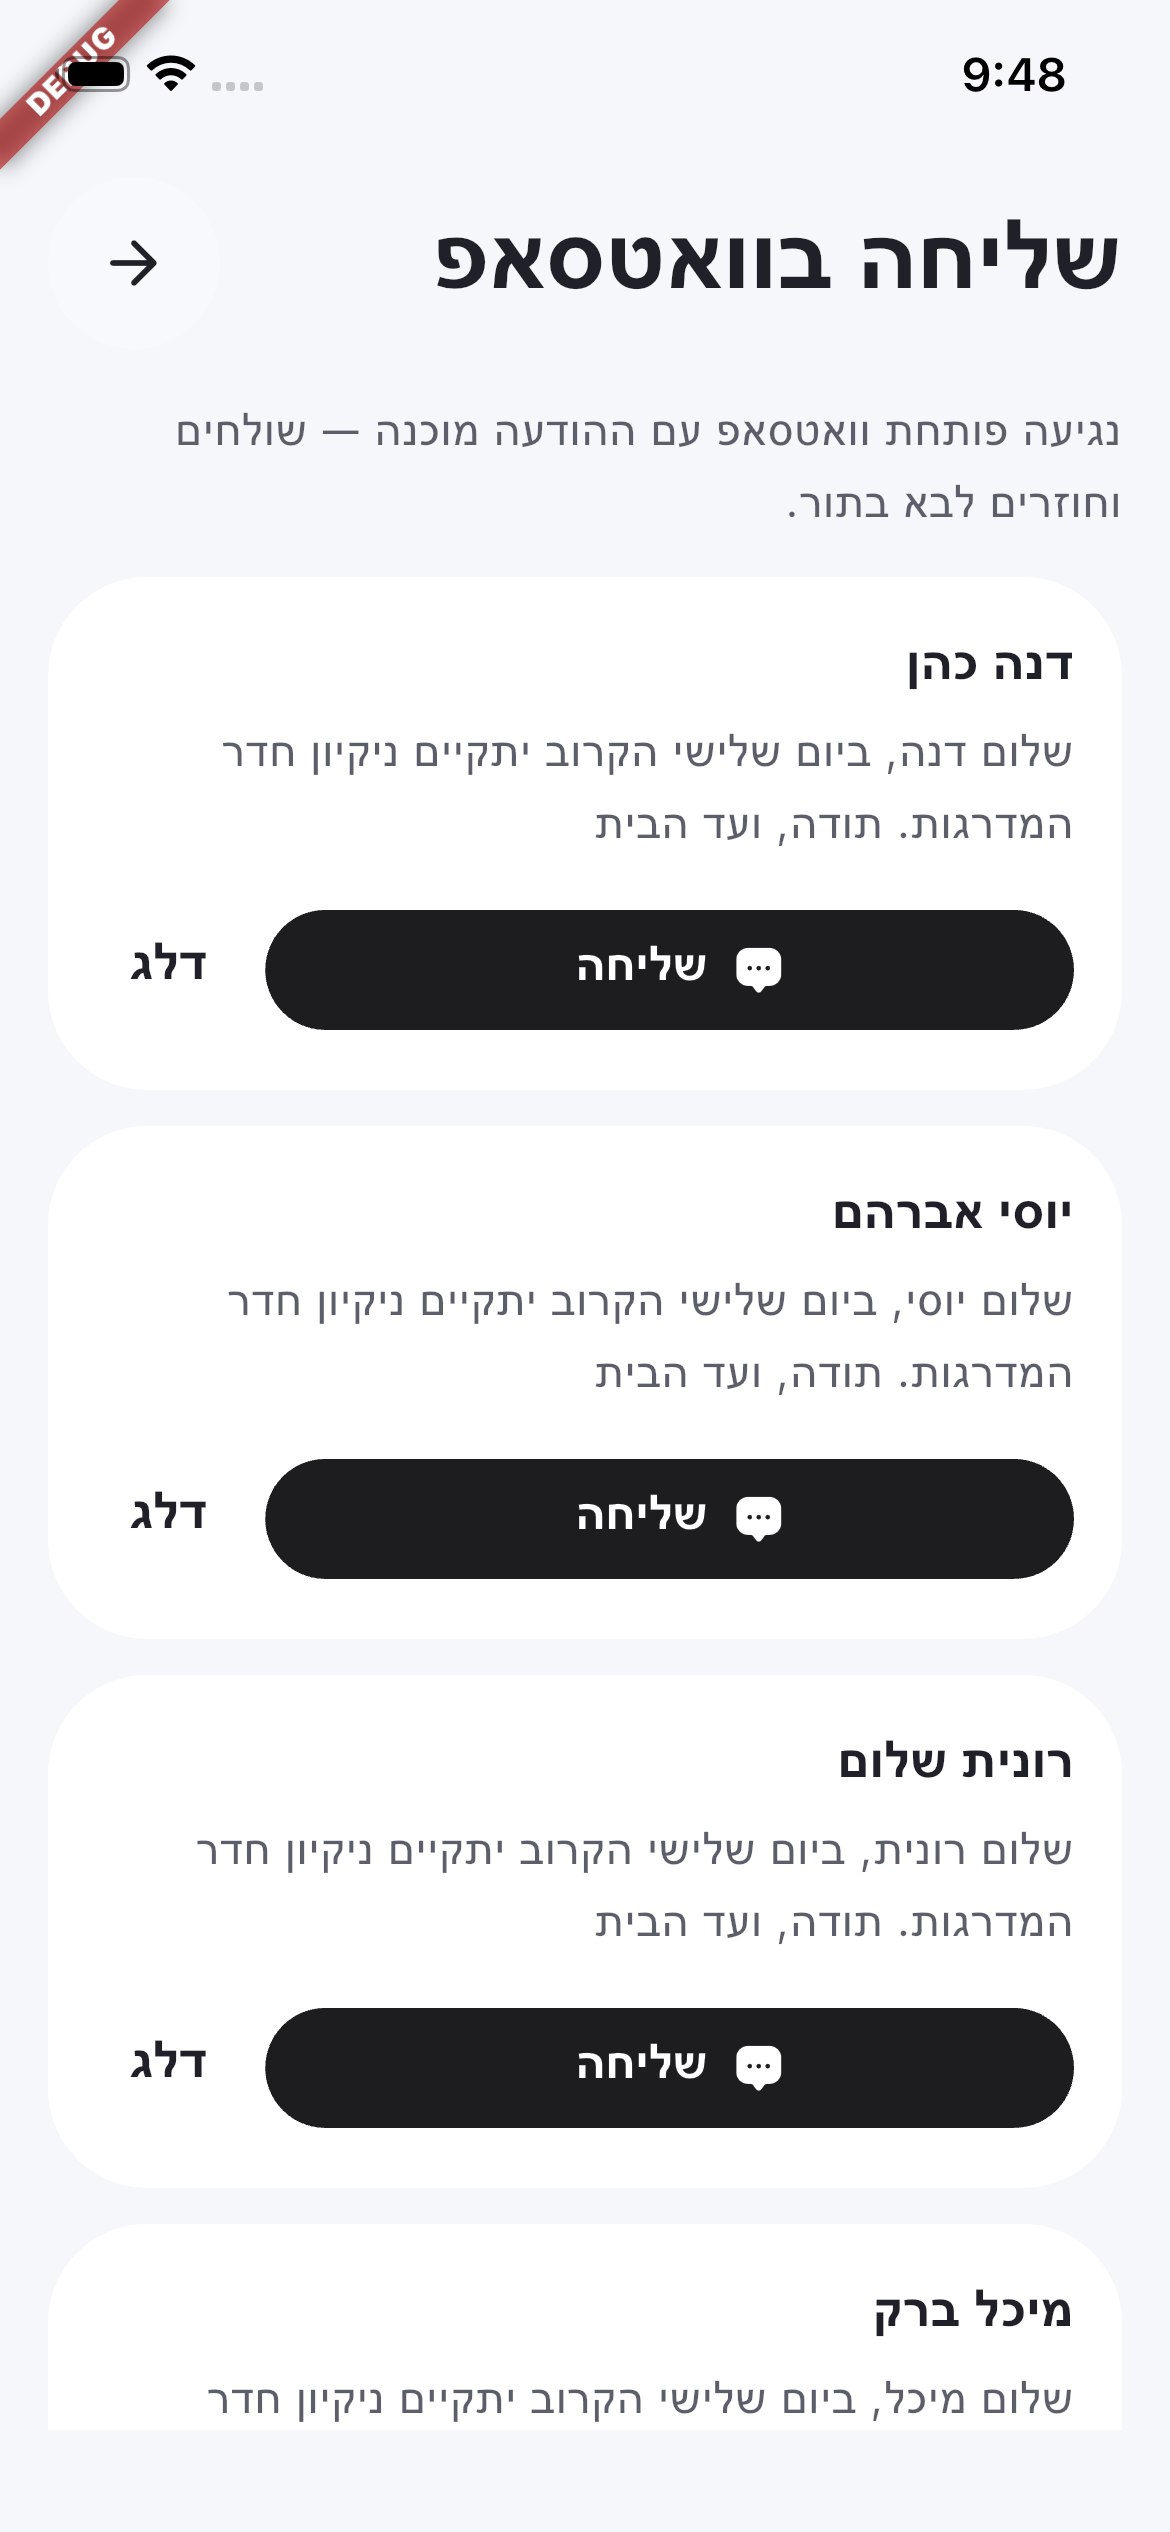 9:48
DEBUG
שליחה בוואטסאפ
נגיעה פותחת וואטסאפ עם ההודעה מוכנה — שולחים
וחוזרים לבא בתור.
דנה כהן
שלום דנה, ביום שלישי הקרוב יתקיים ניקיון חדר
המדרגות. תודה, ועד הבית
שליחה
דלג
יוסי אברהם
שלום יוסי, ביום שלישי הקרוב יתקיים ניקיון חדר
המדרגות. תודה, ועד הבית
שליחה
דלג
רונית שלום
שלום רונית, ביום שלישי הקרוב יתקיים ניקיון חדר
המדרגות. תודה, ועד הבית
שליחה
דלג
מיכל ברק
שלום מיכל, ביום שלישי הקרוב יתקיים ניקיון חדר